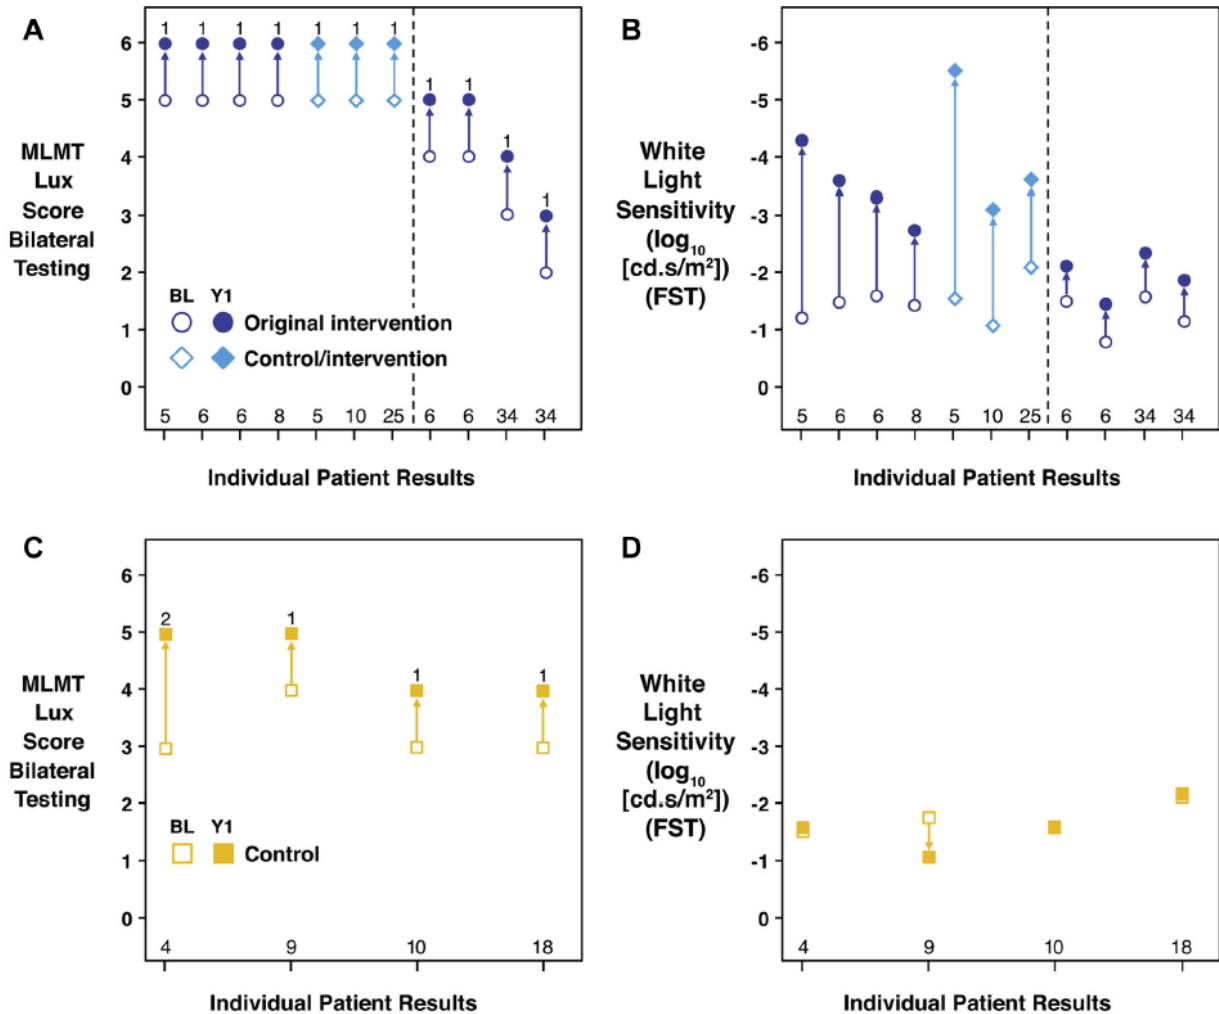 A
1 1 1 1 1 1 1
6
5
4
3
2
1
0
1 1
1
1
MLMT
Lux
Score
Bilateral
Testing
BL Y1
Original intervention
Control/intervention
5 6 6 8 5 10 25 6 6 34 34
Individual Patient Results
B
-6
-5
-4
-3
-2
-1
0
White
Light
Sensitivity
(log₁₀
[cd.s/m²])
(FST)
5 6 6 8 5 10 25 6 6 34 34
Individual Patient Results
C
6
5
4
3
2
1
0
2 1
1 1
MLMT
Lux
Score
Bilateral
Testing
BL Y1
Control
4 9 10 18
Individual Patient Results
D
-6
-5
-4
-3
-2
-1
0
White
Light
Sensitivity
(log₁₀
[cd.s/m²])
(FST)
4 9 10 18
Individual Patient Results